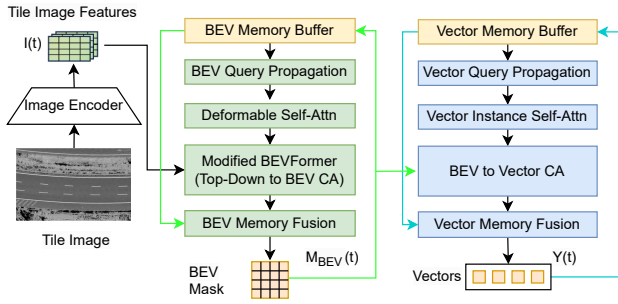 Tile Image Features
I(t)
Image Encoder
Tile Image
BEV Memory Buffer
BEV Query Propagation
Deformable Self-Attn
Modified BEVFormer
(Top-Down to BEV CA)
BEV Memory Fusion
BEV
Mask
M_BEV(t)
Vector Memory Buffer
Vector Query Propagation
Vector Instance Self-Attn
BEV to Vector CA
Vector Memory Fusion
Y(t)
Vectors